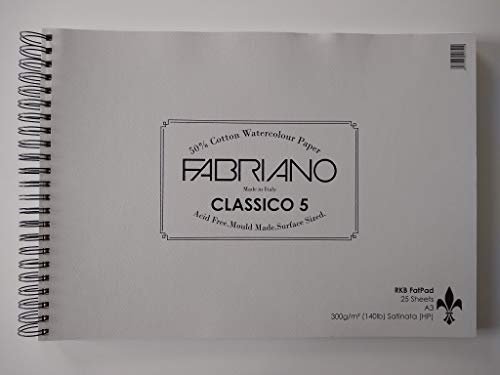 50% Cotton Watercolour Paper
FABRIANO
Made in Italy
CLASSICO 5
Acid Free. Mould Made. Surface Sized.
RKB FatPad
25 Sheets
A3
300g/m² (140lb) Satinata (HP)